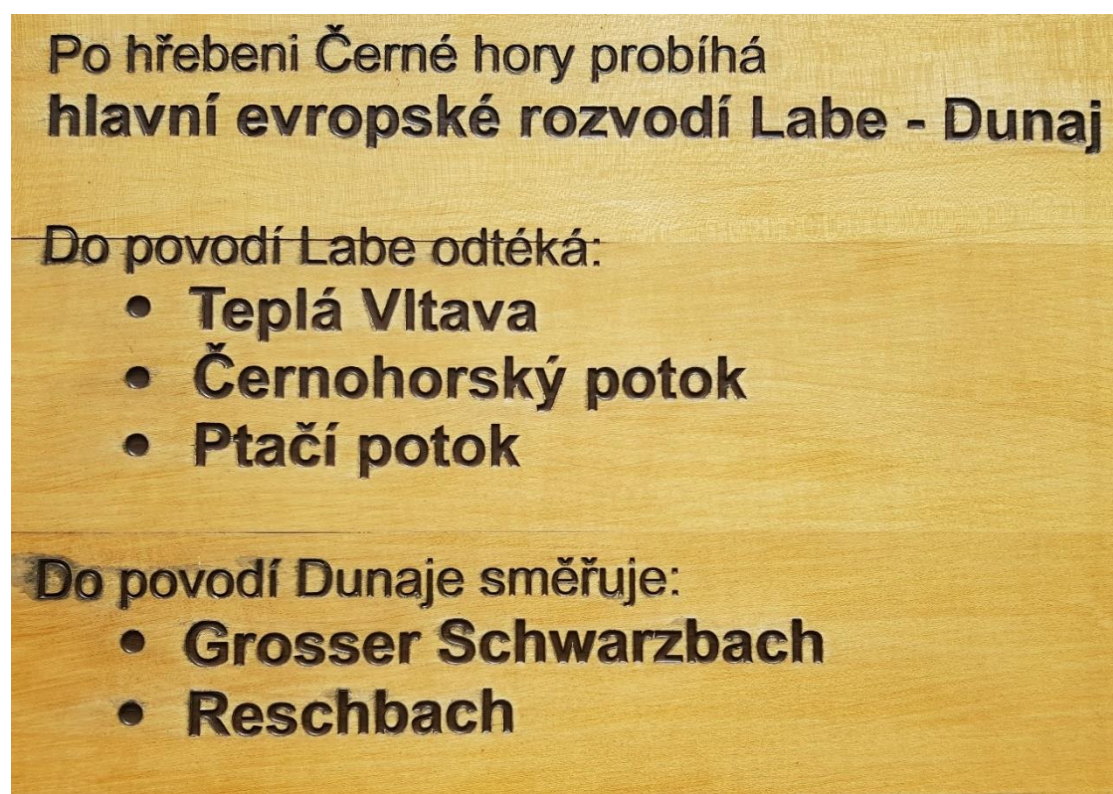 Po hřebeni Černé hory probíhá
hlavní evropské rozvodí Labe - Dunaj
Do povodí Labe odtéká:
• Teplá Vltava
• Černohorský potok
• Ptačí potok
Do povodí Dunaje směřuje:
• Grosser Schwarzbach
• Reschbach